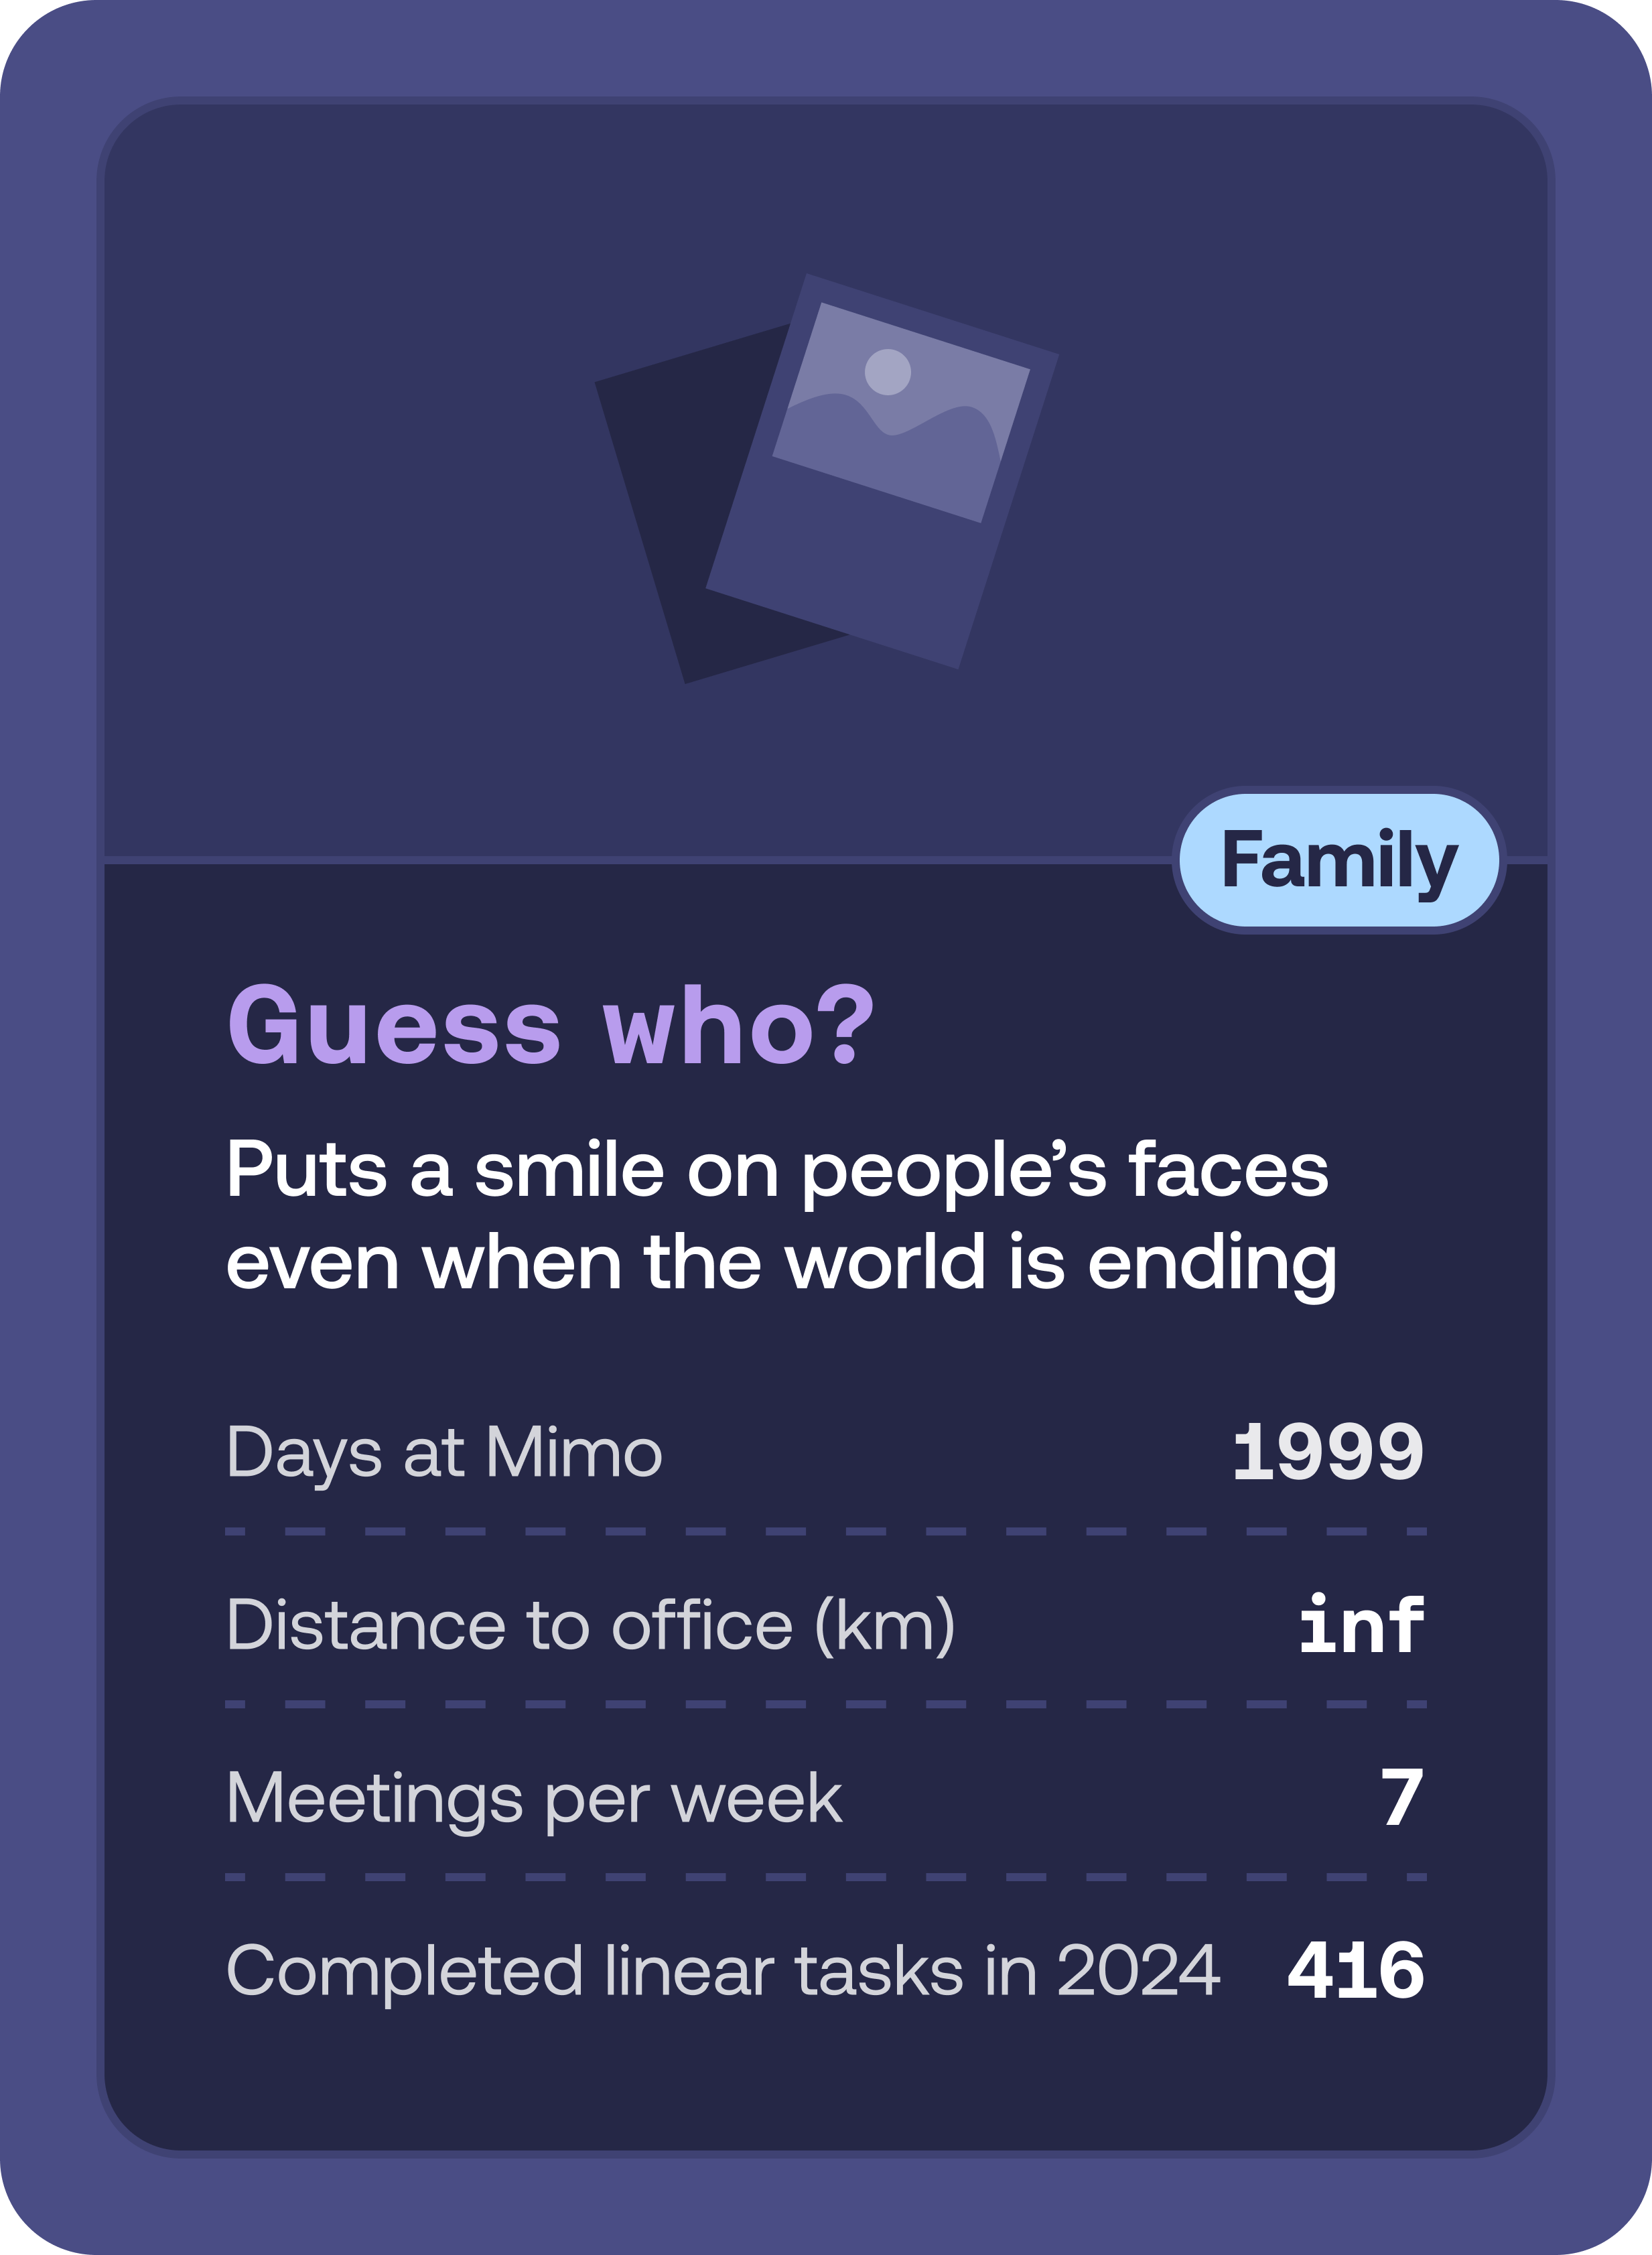 Family
Guess who?
Puts a smile on people’s faces
even when the world is ending
Days at Mimo 1999
Distance to office (km) inf
Meetings per week 7
Completed linear tasks in 2024 416